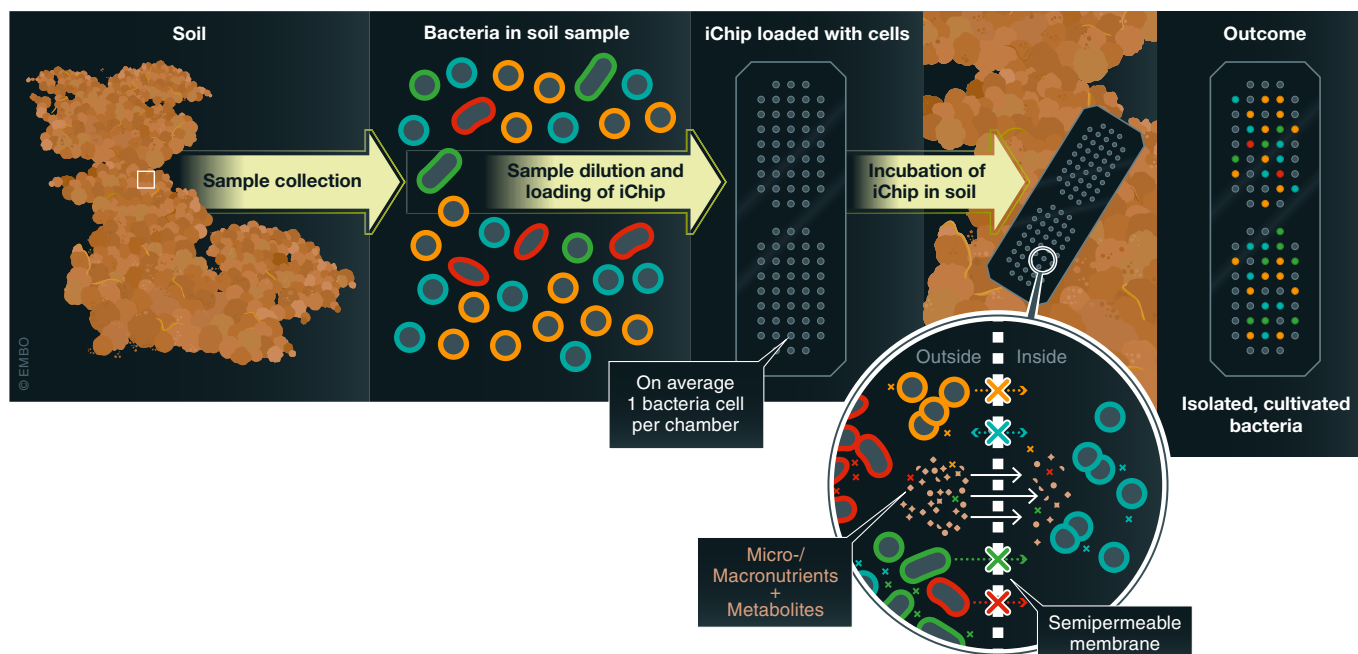 Soil
Bacteria in soil sample
iChip loaded with cells
Outcome
Sample collection
Sample dilution and
loading of iChip
Incubation of
iChip in soil
© EMBO
On average
1 bacteria cell
per chamber
Outside
Inside
Isolated, cultivated
bacteria
Micro-/
Macronutrients
+
Metabolites
Semipermeable
membrane